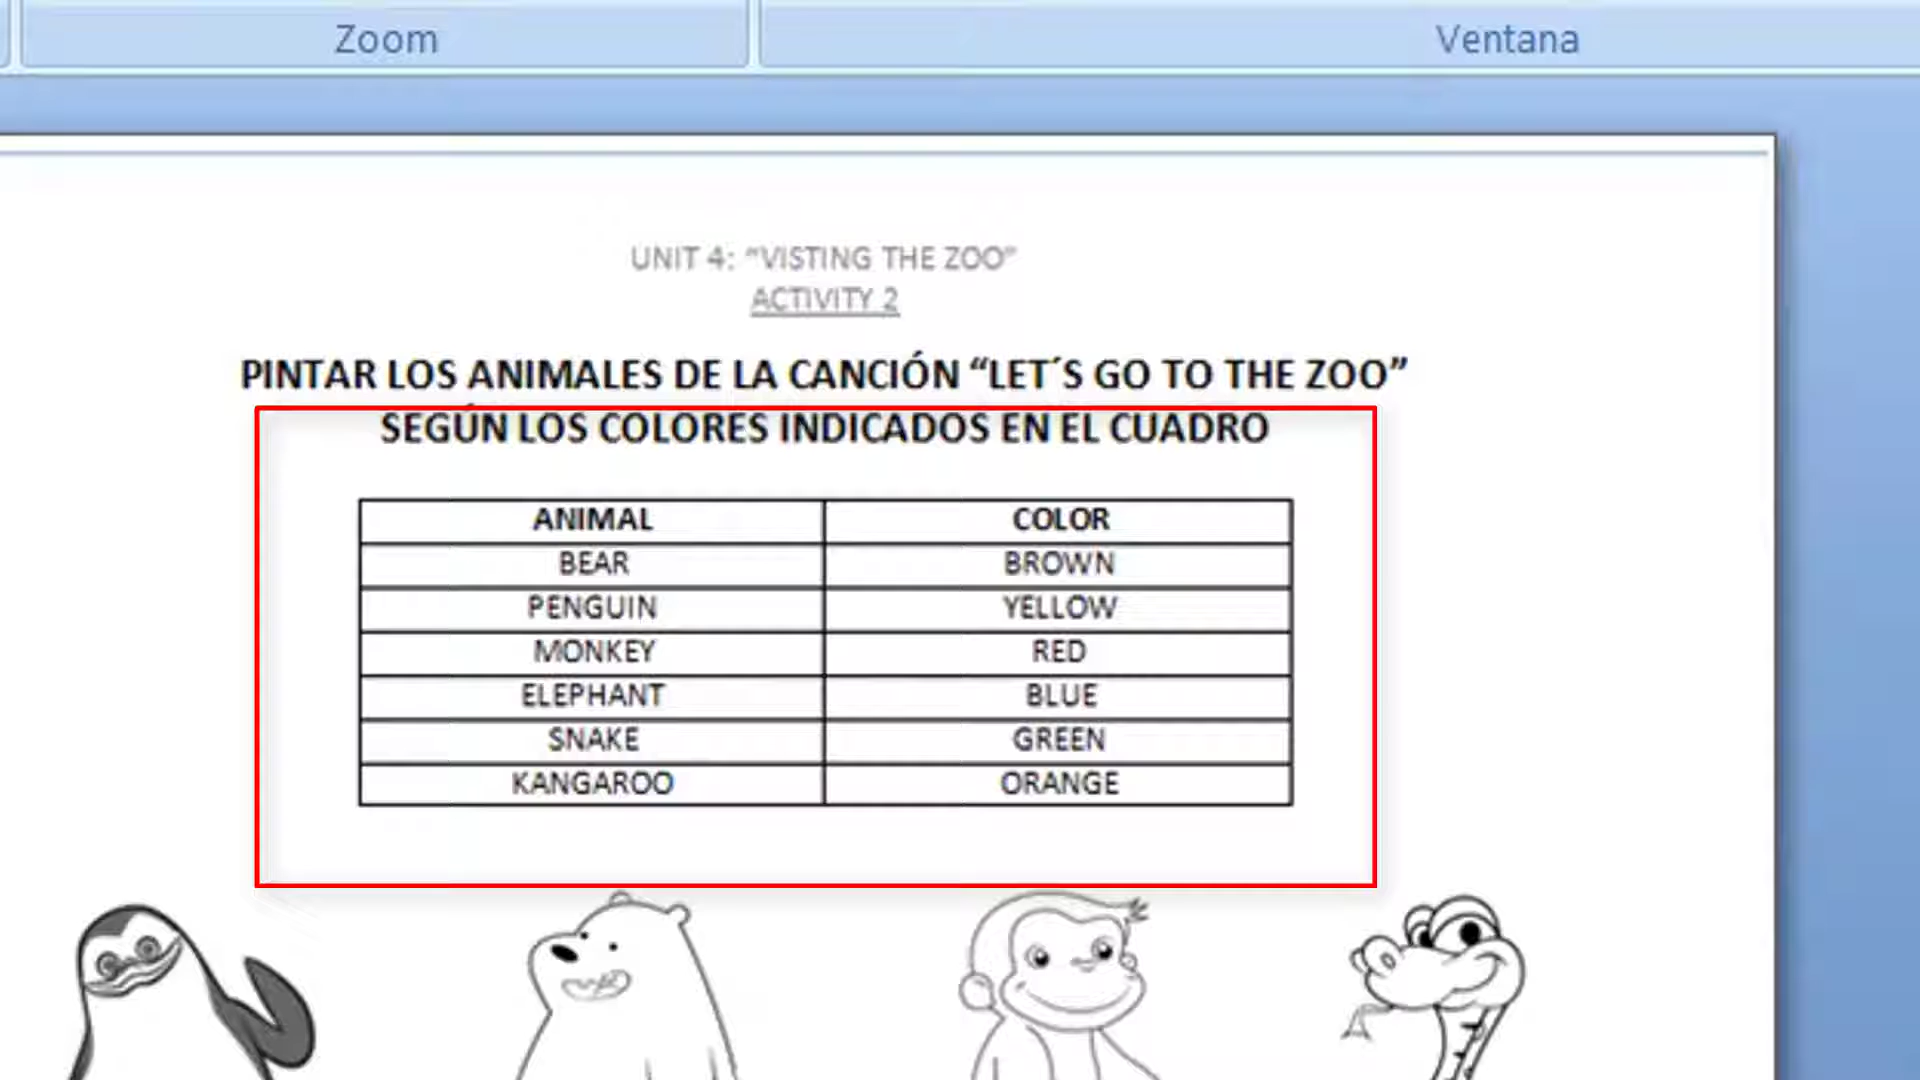 Zoom
Ventana
UNIT 4: “VISTING THE ZOO”
ACTIVITY 2
PINTAR LOS ANIMALES DE LA CANCIÓN “LET´S GO TO THE ZOO”
SEGÚN LOS COLORES INDICADOS EN EL CUADRO
ANIMAL COLOR
BEAR BROWN
PENGUIN YELLOW
MONKEY RED
ELEPHANT BLUE
SNAKE GREEN
KANGAROO ORANGE